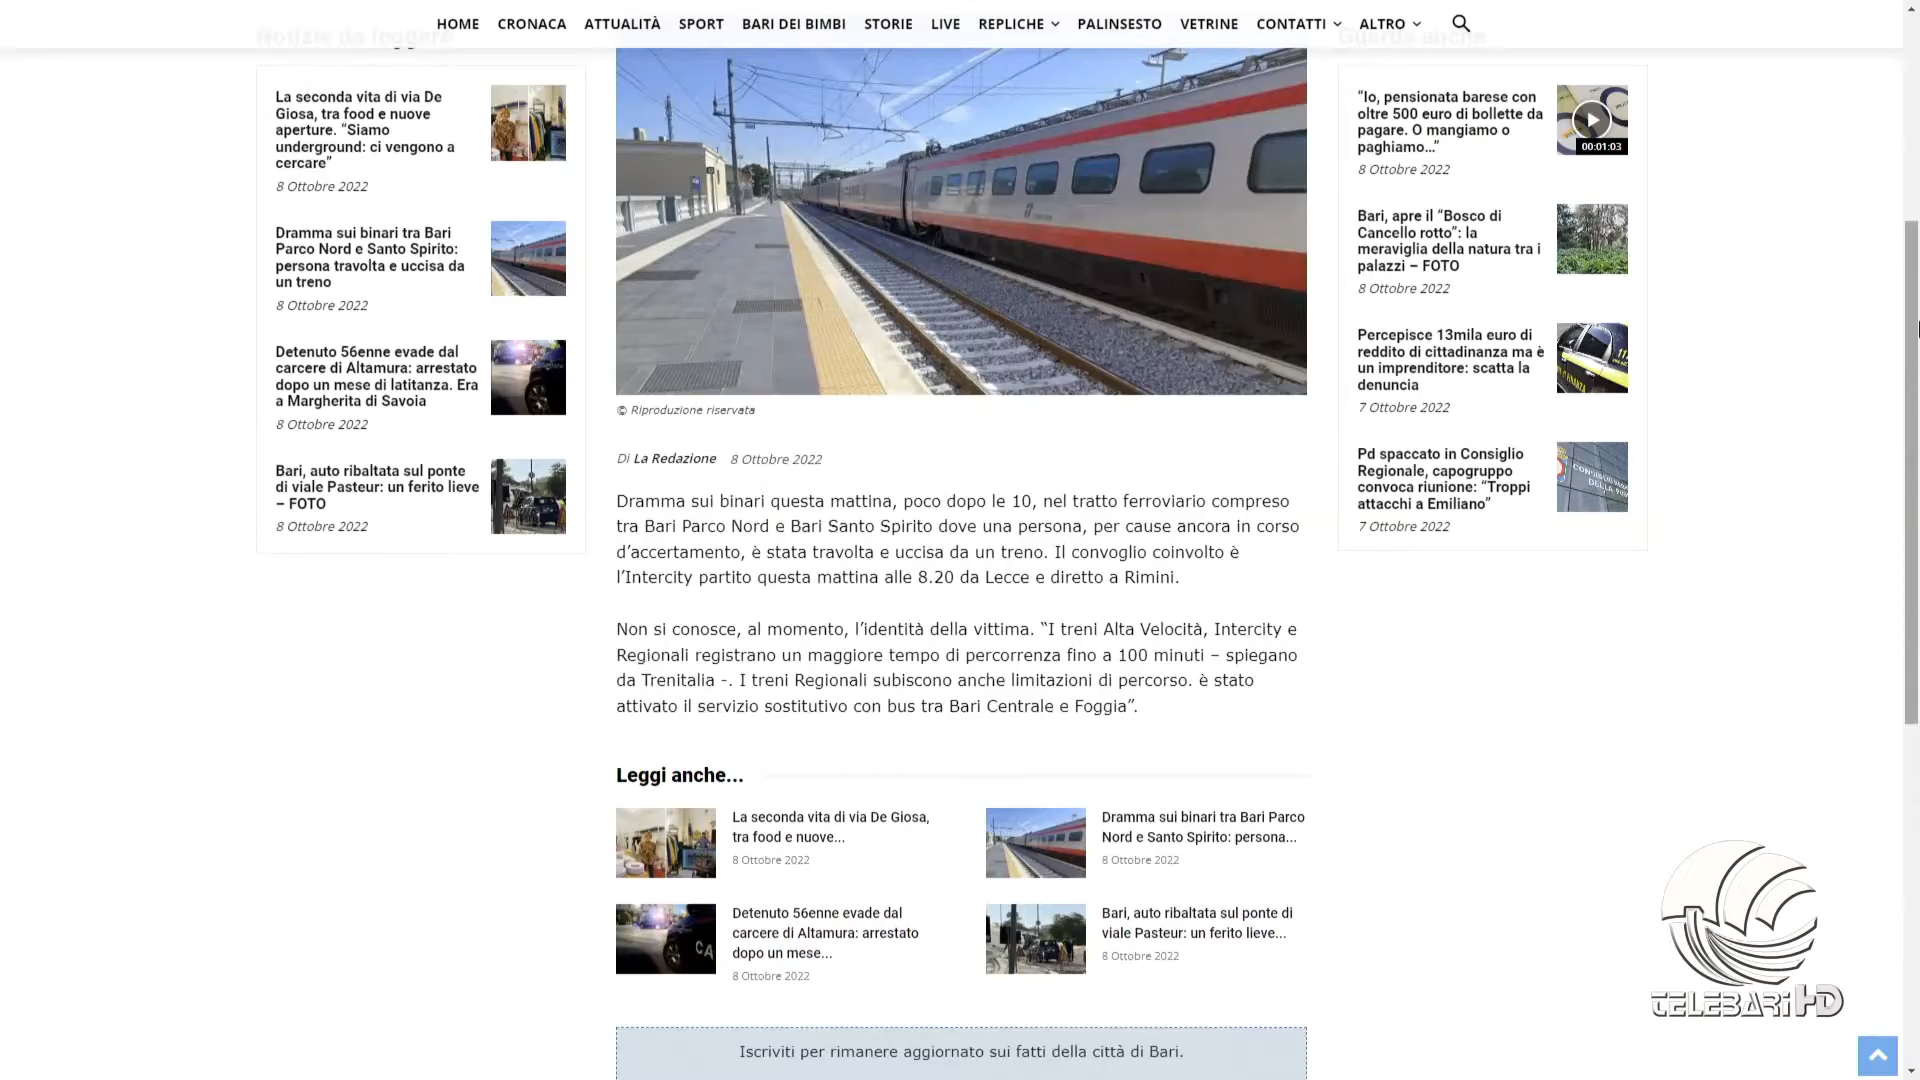 HOME CRONACA ATTUALITÀ SPORT BARI DEI BIMBI STORIE LIVE REPLICHE PALINSESTO VETRINE CONTATTI ALTRO
Notizie da leggere
La seconda vita di via De
Giosa, tra food e nuove
aperture. “Siamo
underground: ci vengono a
cercare”
8 Ottobre 2022
Dramma sui binari tra Bari
Parco Nord e Santo Spirito:
persona travolta e uccisa da
un treno
8 Ottobre 2022
Detenuto 56enne evade dal
carcere di Altamura: arrestato
dopo un mese di latitanza. Era
a Margherita di Savoia
8 Ottobre 2022
Bari, auto ribaltata sul ponte
di viale Pasteur: un ferito lieve
– FOTO
8 Ottobre 2022
© Riproduzione riservata
Di La Redazione 8 Ottobre 2022
Dramma sui binari questa mattina, poco dopo le 10, nel tratto ferroviario compreso
tra Bari Parco Nord e Bari Santo Spirito dove una persona, per cause ancora in corso
d’accertamento, è stata travolta e uccisa da un treno. Il convoglio coinvolto è
l’Intercity partito questa mattina alle 8.20 da Lecce e diretto a Rimini.
Non si conosce, al momento, l’identità della vittima. “I treni Alta Velocità, Intercity e
Regionali registrano un maggiore tempo di percorrenza fino a 100 minuti – spiegano
da Trenitalia -. I treni Regionali subiscono anche limitazioni di percorso. è stato
attivato il servizio sostitutivo con bus tra Bari Centrale e Foggia”.
Leggi anche...
La seconda vita di via De Giosa,
tra food e nuove...
8 Ottobre 2022
Dramma sui binari tra Bari Parco
Nord e Santo Spirito: persona...
8 Ottobre 2022
CA
Detenuto 56enne evade dal
carcere di Altamura: arrestato
dopo un mese...
8 Ottobre 2022
Bari, auto ribaltata sul ponte di
viale Pasteur: un ferito lieve...
8 Ottobre 2022
Iscriviti per rimanere aggiornato sui fatti della città di Bari.
Guarda anche
“Io, pensionata barese con
oltre 500 euro di bollette da
pagare. O mangiamo o
paghiamo…”
8 Ottobre 2022
00:01:03
Bari, apre il “Bosco di
Cancello rotto”: la
meraviglia della natura tra i
palazzi – FOTO
8 Ottobre 2022
Percepisce 13mila euro di
reddito di cittadinanza ma è
un imprenditore: scatta la
denuncia
7 Ottobre 2022
Pd spaccato in Consiglio
Regionale, capogruppo
convoca riunione: “Troppi
attacchi a Emiliano”
7 Ottobre 2022
TELEBARI HD